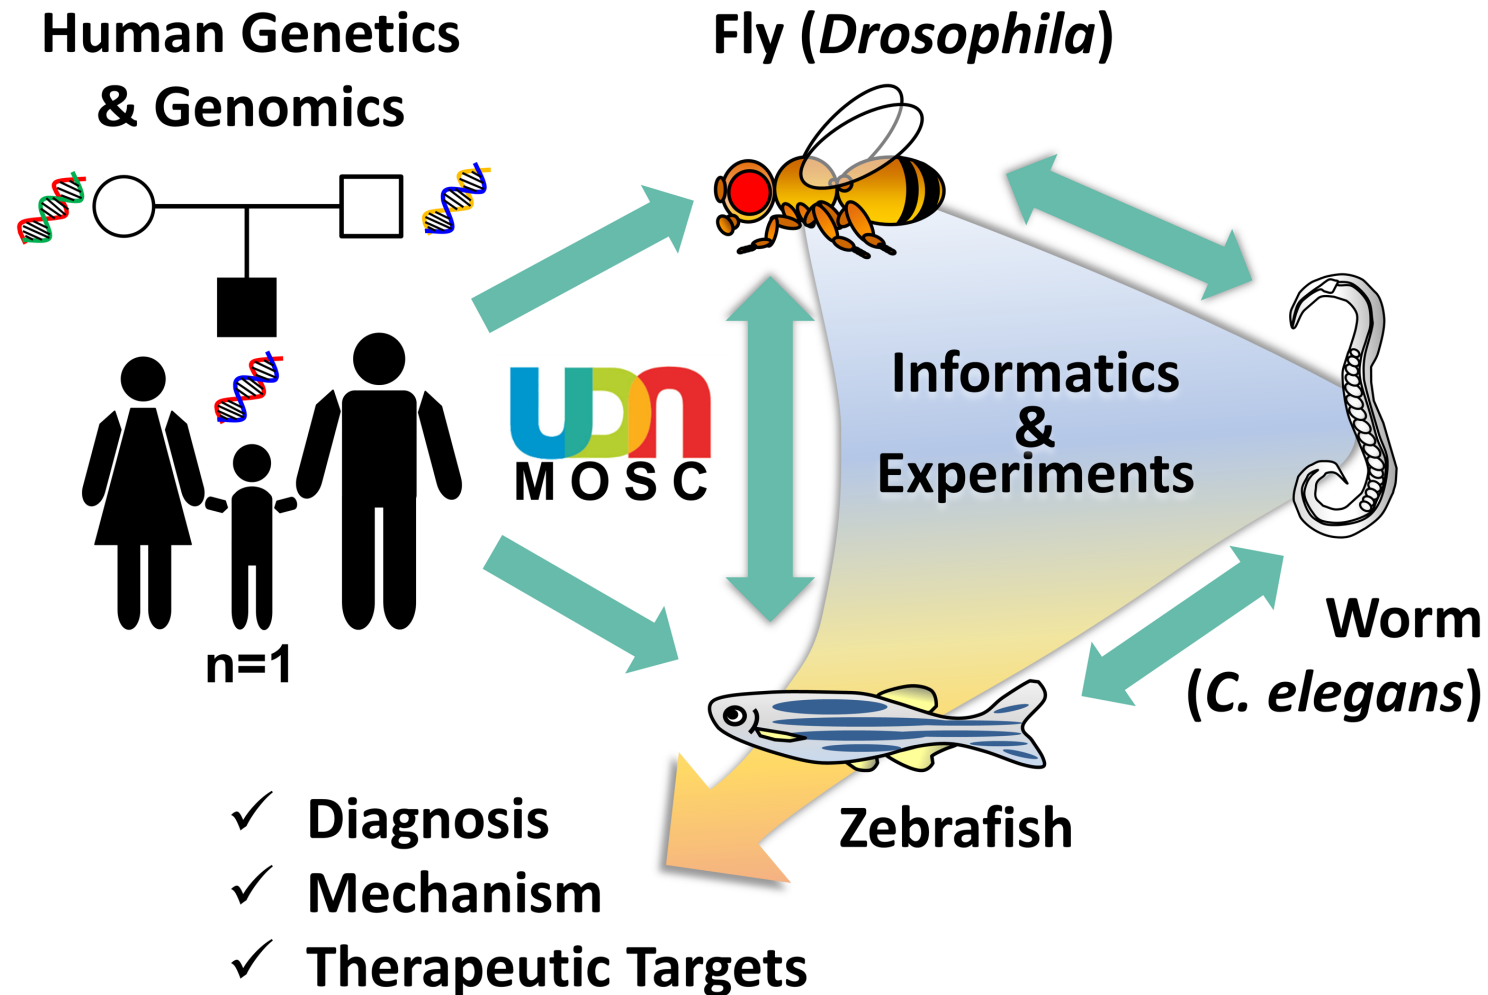 Human Genetics
& Genomics
Fly (Drosophila)
UDN
MOSC
n=1
Informatics
&
Experiments
Worm
(C. elegans)
Zebrafish
✓ Diagnosis
✓ Mechanism
✓ Therapeutic Targets